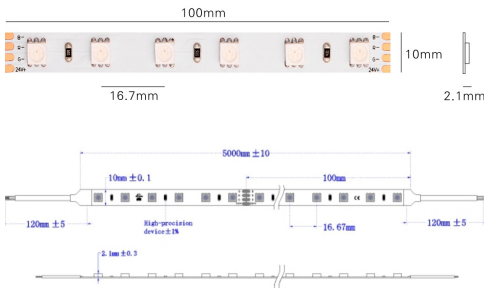 100mm
B-
R-
G-
24V+
B-
R-
G-
24V+
10mm
16.7mm
2.1mm
5000mm ±10
10mm ±0.1
100mm
120mm ±5
High-precision
device±1%
16.67mm
120mm ±5
2.1mm ±0.3